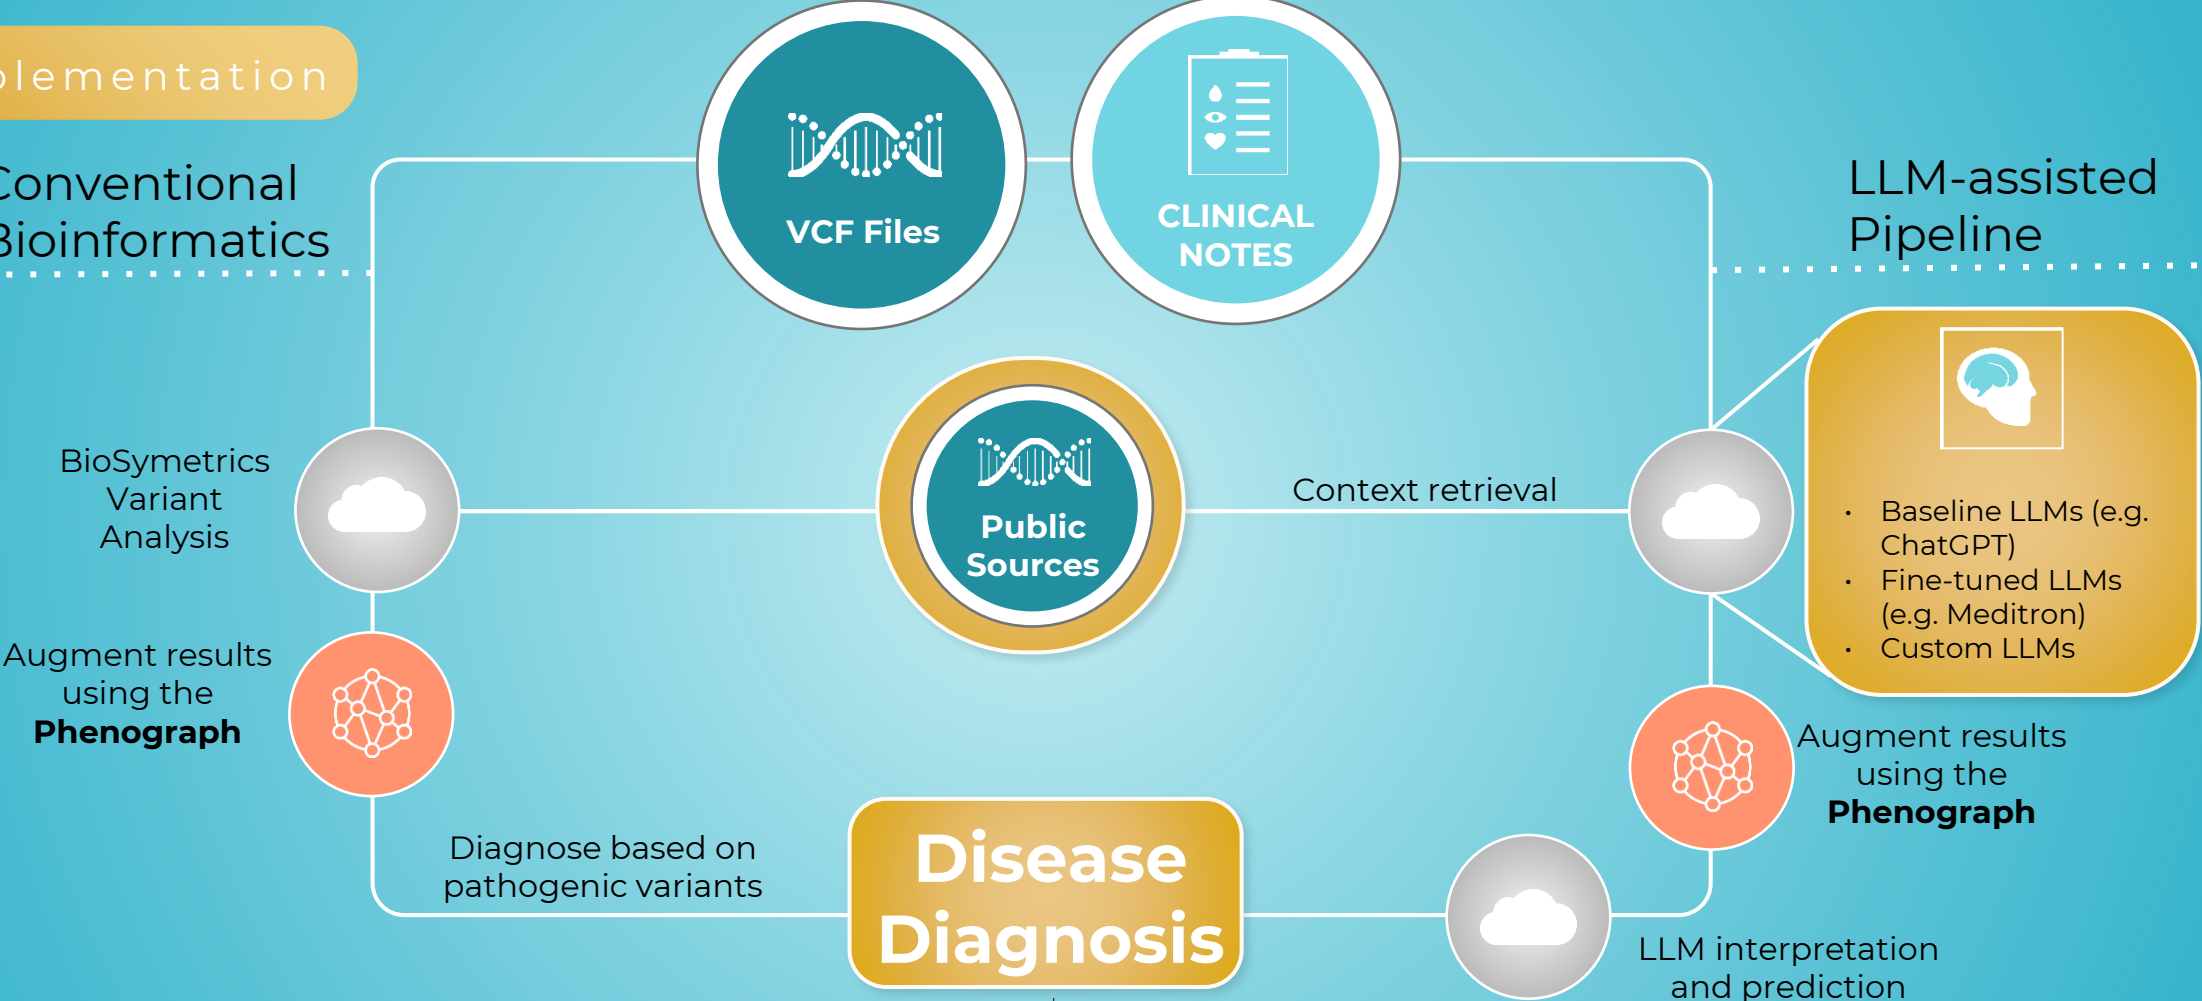 plementation
Conventional
Bioinformatics
VCF Files
CLINICAL
NOTES
LLM-assisted
Pipeline
BioSymetrics
Variant
Analysis
Public
Sources
Context retrieval
• Baseline LLMs (e.g.
ChatGPT)
• Fine-tuned LLMs
(e.g. Meditron)
• Custom LLMs
Augment results
using the
Phenograph
Augment results
using the
Phenograph
Diagnose based on
pathogenic variants
Disease
Diagnosis
LLM interpretation
and prediction